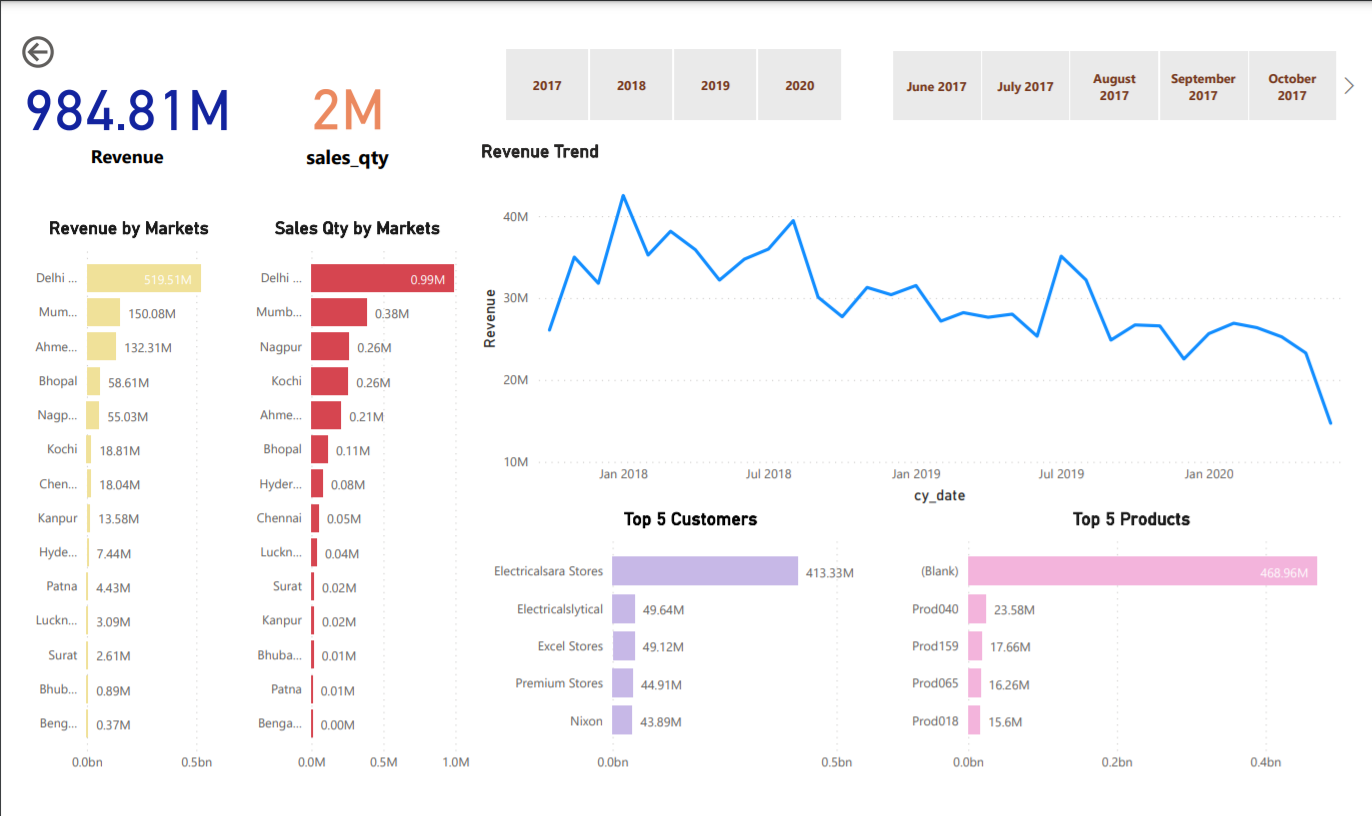 984.81M
Revenue
2M
sales_qty
2017
2018
2019
2020
June 2017
July 2017
August
2017
September
2017
October
2017
Revenue by Markets
Delhi ...
519.51M
Mum...
150.08M
Ahme...
132.31M
Bhopal
58.61M
Nagp...
55.03M
Kochi
18.81M
Chen...
18.04M
Kanpur
13.58M
Hyde...
7.44M
Patna
4.43M
Luckn...
3.09M
Surat
2.61M
Bhub...
0.89M
Beng...
0.37M
0.0bn
0.5bn
Sales Qty by Markets
Delhi ...
0.99M
Mumb...
0.38M
Nagpur
0.26M
Kochi
0.26M
Ahme...
0.21M
Bhopal
0.11M
Hyder...
0.08M
Chennai
0.05M
Luckn...
0.04M
Surat
0.02M
Kanpur
0.02M
Bhuba...
0.01M
Patna
0.01M
Benga...
0.00M
0.0M
0.5M
1.0M
Revenue Trend
Revenue
40M
30M
20M
10M
Jan 2018
Jul 2018
Jan 2019
Jul 2019
Jan 2020
cy_date
Top 5 Customers
Electricalsara Stores
413.33M
Electricalslytical
49.64M
Excel Stores
49.12M
Premium Stores
44.91M
Nixon
43.89M
0.0bn
0.5bn
Top 5 Products
(Blank)
468.96M
Prod040
23.58M
Prod159
17.66M
Prod065
16.26M
Prod018
15.6M
0.0bn
0.2bn
0.4bn